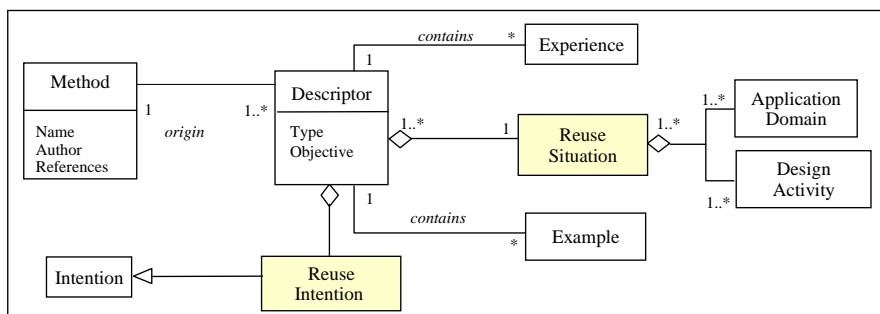 contains
*
Experience
1
Method
Name
Author
References
1
origin
1..*
Descriptor
Type
Objective
1..*
1
Reuse
Situation
1..*
1..*
Application
Domain
Design
Activity
1..*
1
contains
*
Example
Intention
Reuse
Intention